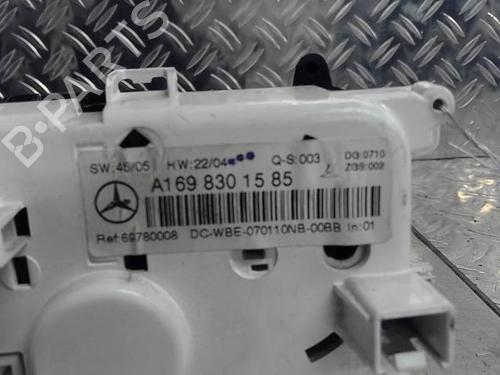 B-PARTS
SW:45/05 HW:22/04 Q-S:003 DG:0710
ZGS:002
A169 830 15 85
Ref 69780008 DC-WBE-070110NB-00BB In:01